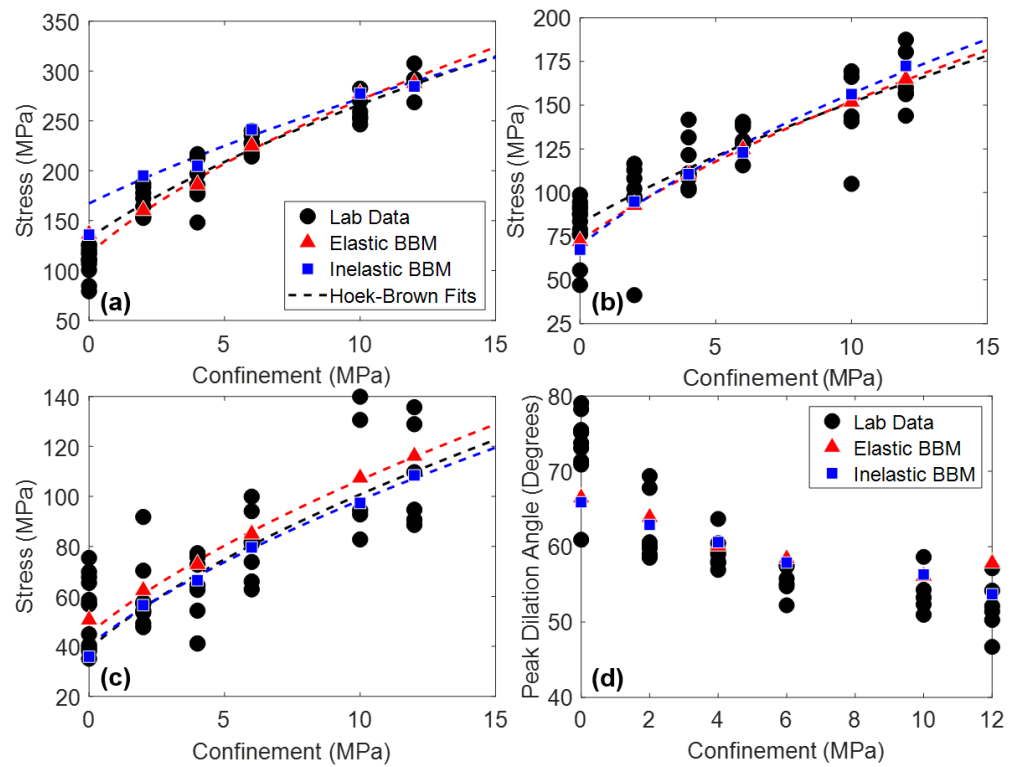 350
300
250
200
150
100
50
Stress (MPa)
Lab Data
Elastic BBM
Inelastic BBM
Hoek-Brown Fits
(a)
0
5
10
15
Confinement (MPa)
200
175
150
125
100
75
50
25
Stress (MPa)
(b)
0
5
10
15
Confinement (MPa)
140
120
100
80
60
40
20
Stress (MPa)
(c)
0
5
10
15
Confinement (MPa)
80
70
60
50
40
Peak Dilation Angle (Degrees)
Lab Data
Elastic BBM
Inelastic BBM
(d)
0
2
4
6
8
10
12
Confinement (MPa)